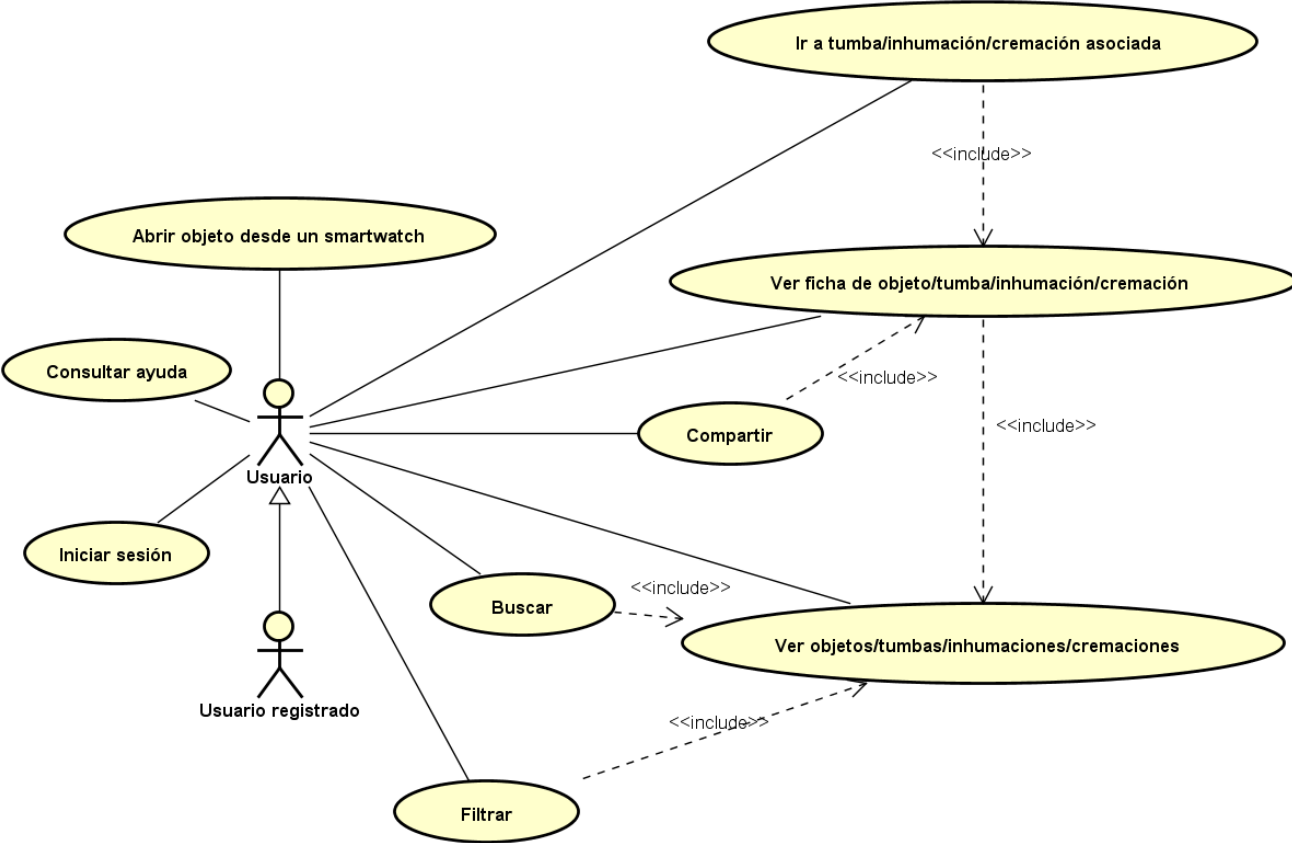 Ir a tumba/inhumación/cremación asociada
<<include>>
Abrir objeto desde un smartwatch
Ver ficha de objeto/tumba/inhumación/cremación
Consultar ayuda
<<include>>
<<include>>
Compartir
Usuario
Iniciar sesión
<<include>>
Buscar
Ver objetos/tumbas/inhumaciones/cremaciones
Usuario registrado
<<include>>
Filtrar